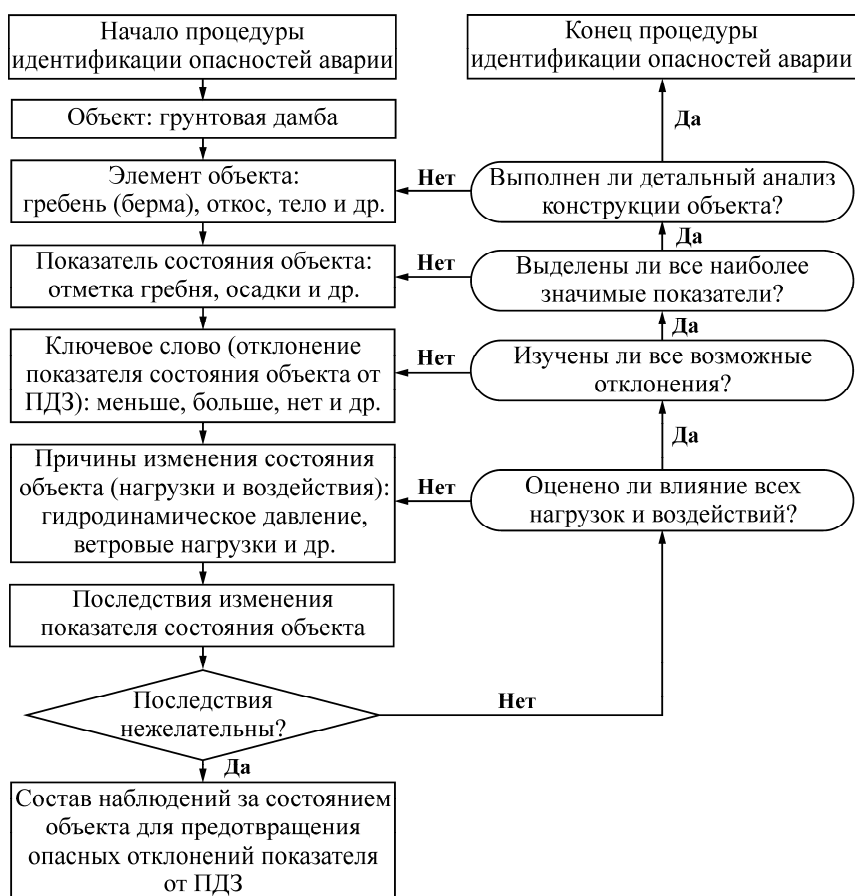 Начало процедуры
идентификации опасностей аварии
Объект: грунтовая дамба
Элемент объекта:
гребень (берма), откос, тело и др.
Показатель состояния объекта:
отметка гребня, осадки и др.
Ключевое слово (отклонение
показателя состояния объекта от
ПДЗ): меньше, больше, нет и др.
Причины изменения состояния
объекта (нагрузки и воздействия):
гидродинамическое давление,
ветровые нагрузки и др.
Последствия изменения
показателя состояния объекта
Последствия
нежелательны?
Нет
Да
Состав наблюдений за состоянием
объекта для предотвращения
опасных отклонений показателя
от ПДЗ
Конец процедуры
идентификации опасностей аварии
Да
Нет
Выполнен ли детальный анализ
конструкции объекта?
Да
Нет
Выделены ли все наиболее
значимые показатели?
Да
Нет
Изучены ли все возможные
отклонения?
Да
Нет
Оценено ли влияние всех
нагрузок и воздействий?